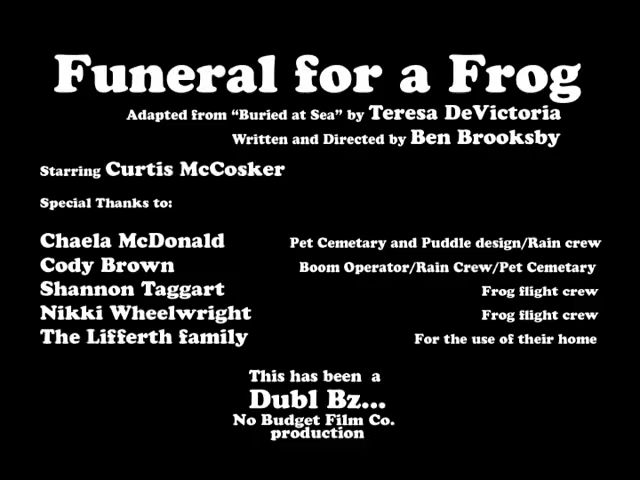 Funeral for a Frog
Adapted from “Buried at Sea” by Teresa DeVictoria
Written and Directed by Ben Brooksby
Starring Curtis McCosker
Special Thanks to:
Chaela McDonald Pet Cemetary and Puddle design/Rain crew
Cody Brown Boom Operator/Rain Crew/Pet Cemetary
Shannon Taggart Frog flight crew
Nikki Wheelwright Frog flight crew
The Lifferth family For the use of their home
This has been a
Dubl Bz...
No Budget Film Co.
production